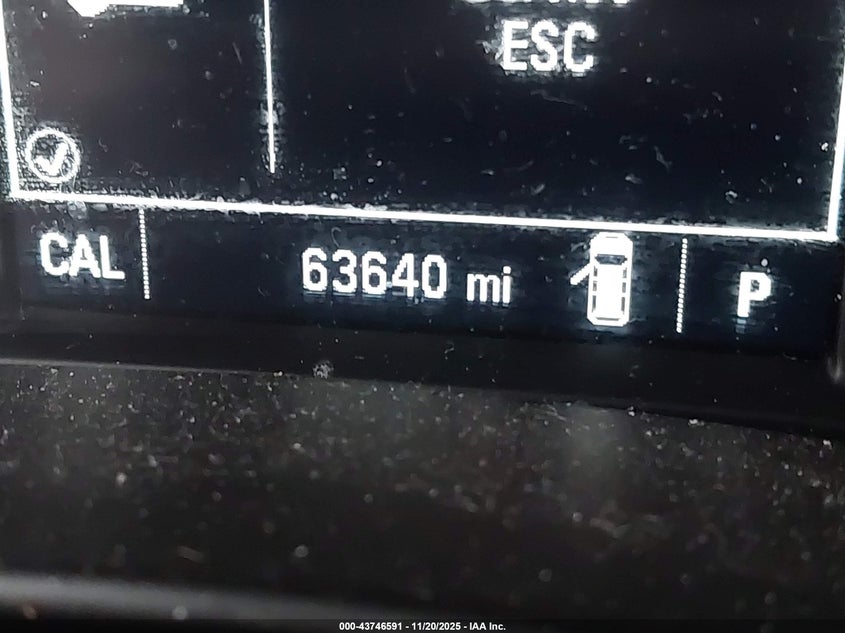 ESC
CAL 63640 mi P
000-43746591 - 11/20/2025 - IAA Inc.